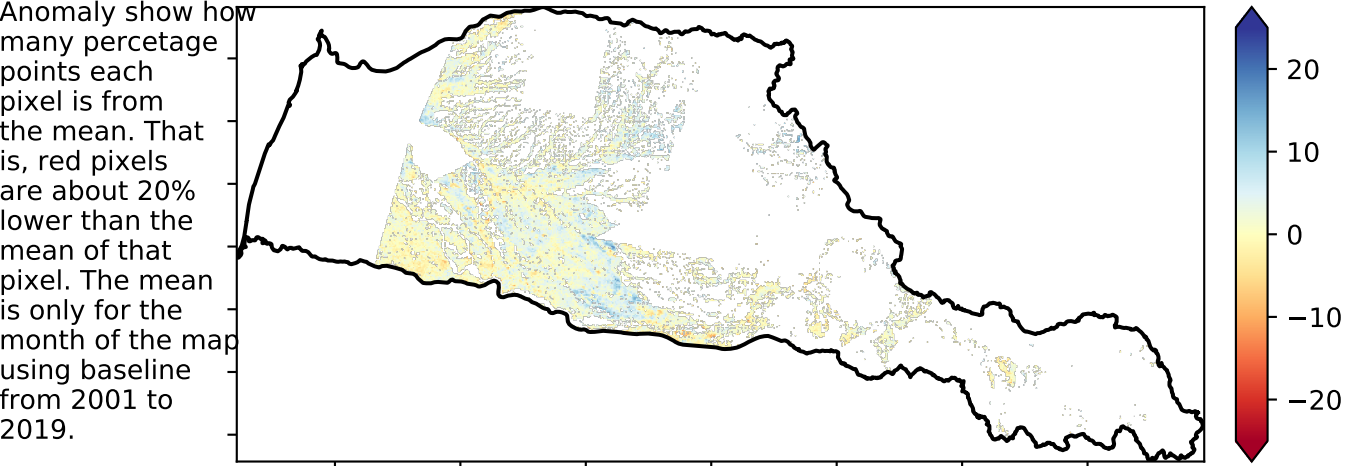 Anomaly show how
many percetage
points each
pixel is from
the mean. That
is, red pixels
are about 20%
lower than the
mean of that
pixel. The mean
is only for the
month of the map
using baseline
from 2001 to
2019.
20
10
0
−10
−20